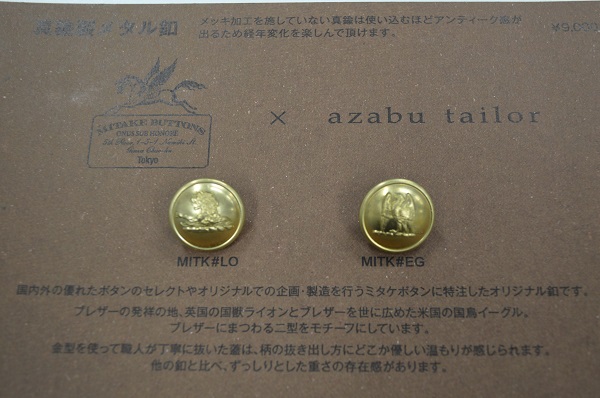 メタル釦
メッキ加工を施していない真鍮は使い込むほどアンティーク感が
出るため経年変化を楽しんで頂けます。
MITAKE BUTTONS
Tokyo
× azabu tailor
MITK#LO MITK#EG
国内外の優れたボタンのセレクトやオリジナルでの企画・製造を行うミタケボタンに特注したオリジナル釦です。
ブレザーの発祥の地、英国の国獣ライオンとブレザーを世に広めた米国の国鳥イーグル。
ブレザーにまつわる二型をモチーフにしています。
金型を使って職人が丁寧に抜いた蓋は、柄の抜き出し方にどこか優しい温もりが感じられます。
他の釦と比べ、ずっしりとした重さの存在感があります。